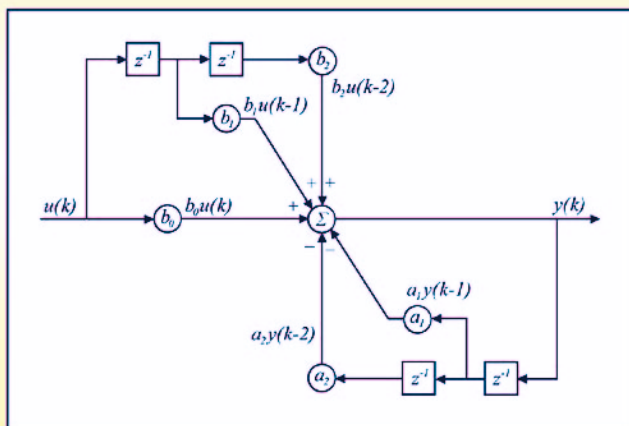 z⁻¹ z⁻¹ b₂
b₂u(k-2)
b₁ b₁u(k-1)
+ +
u(k) b₀ b₀u(k) + Σ y(k)
− −
a₁y(k-1)
a₁
a₂y(k-2)
a₂ z⁻¹ z⁻¹